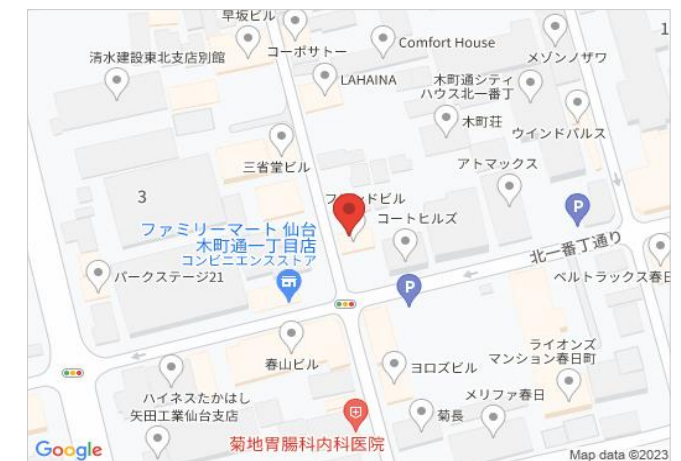 早坂ビル
コーポサトー
Comfort House
1
清水建設東北支店別館
メゾンノザワ
LAHAINA
木町通シティ
ハウス北一番丁
木町荘
ウインドパルス
三省堂ビル
アトマックス
3
ドビル
P
コートヒルズ
ファミリーマート 仙台
木町通一丁目店
コンビニエンスストア
北一番丁通り
パークステージ21
ベルトラックス春日
P
春山ビル
ライオンズ
マンション春日町
ヨロズビル
ハイネスたかはし
メリファ春日
矢田工業仙台支店
菊長
菊地胃腸科内科医院
Google
Map data ©2023